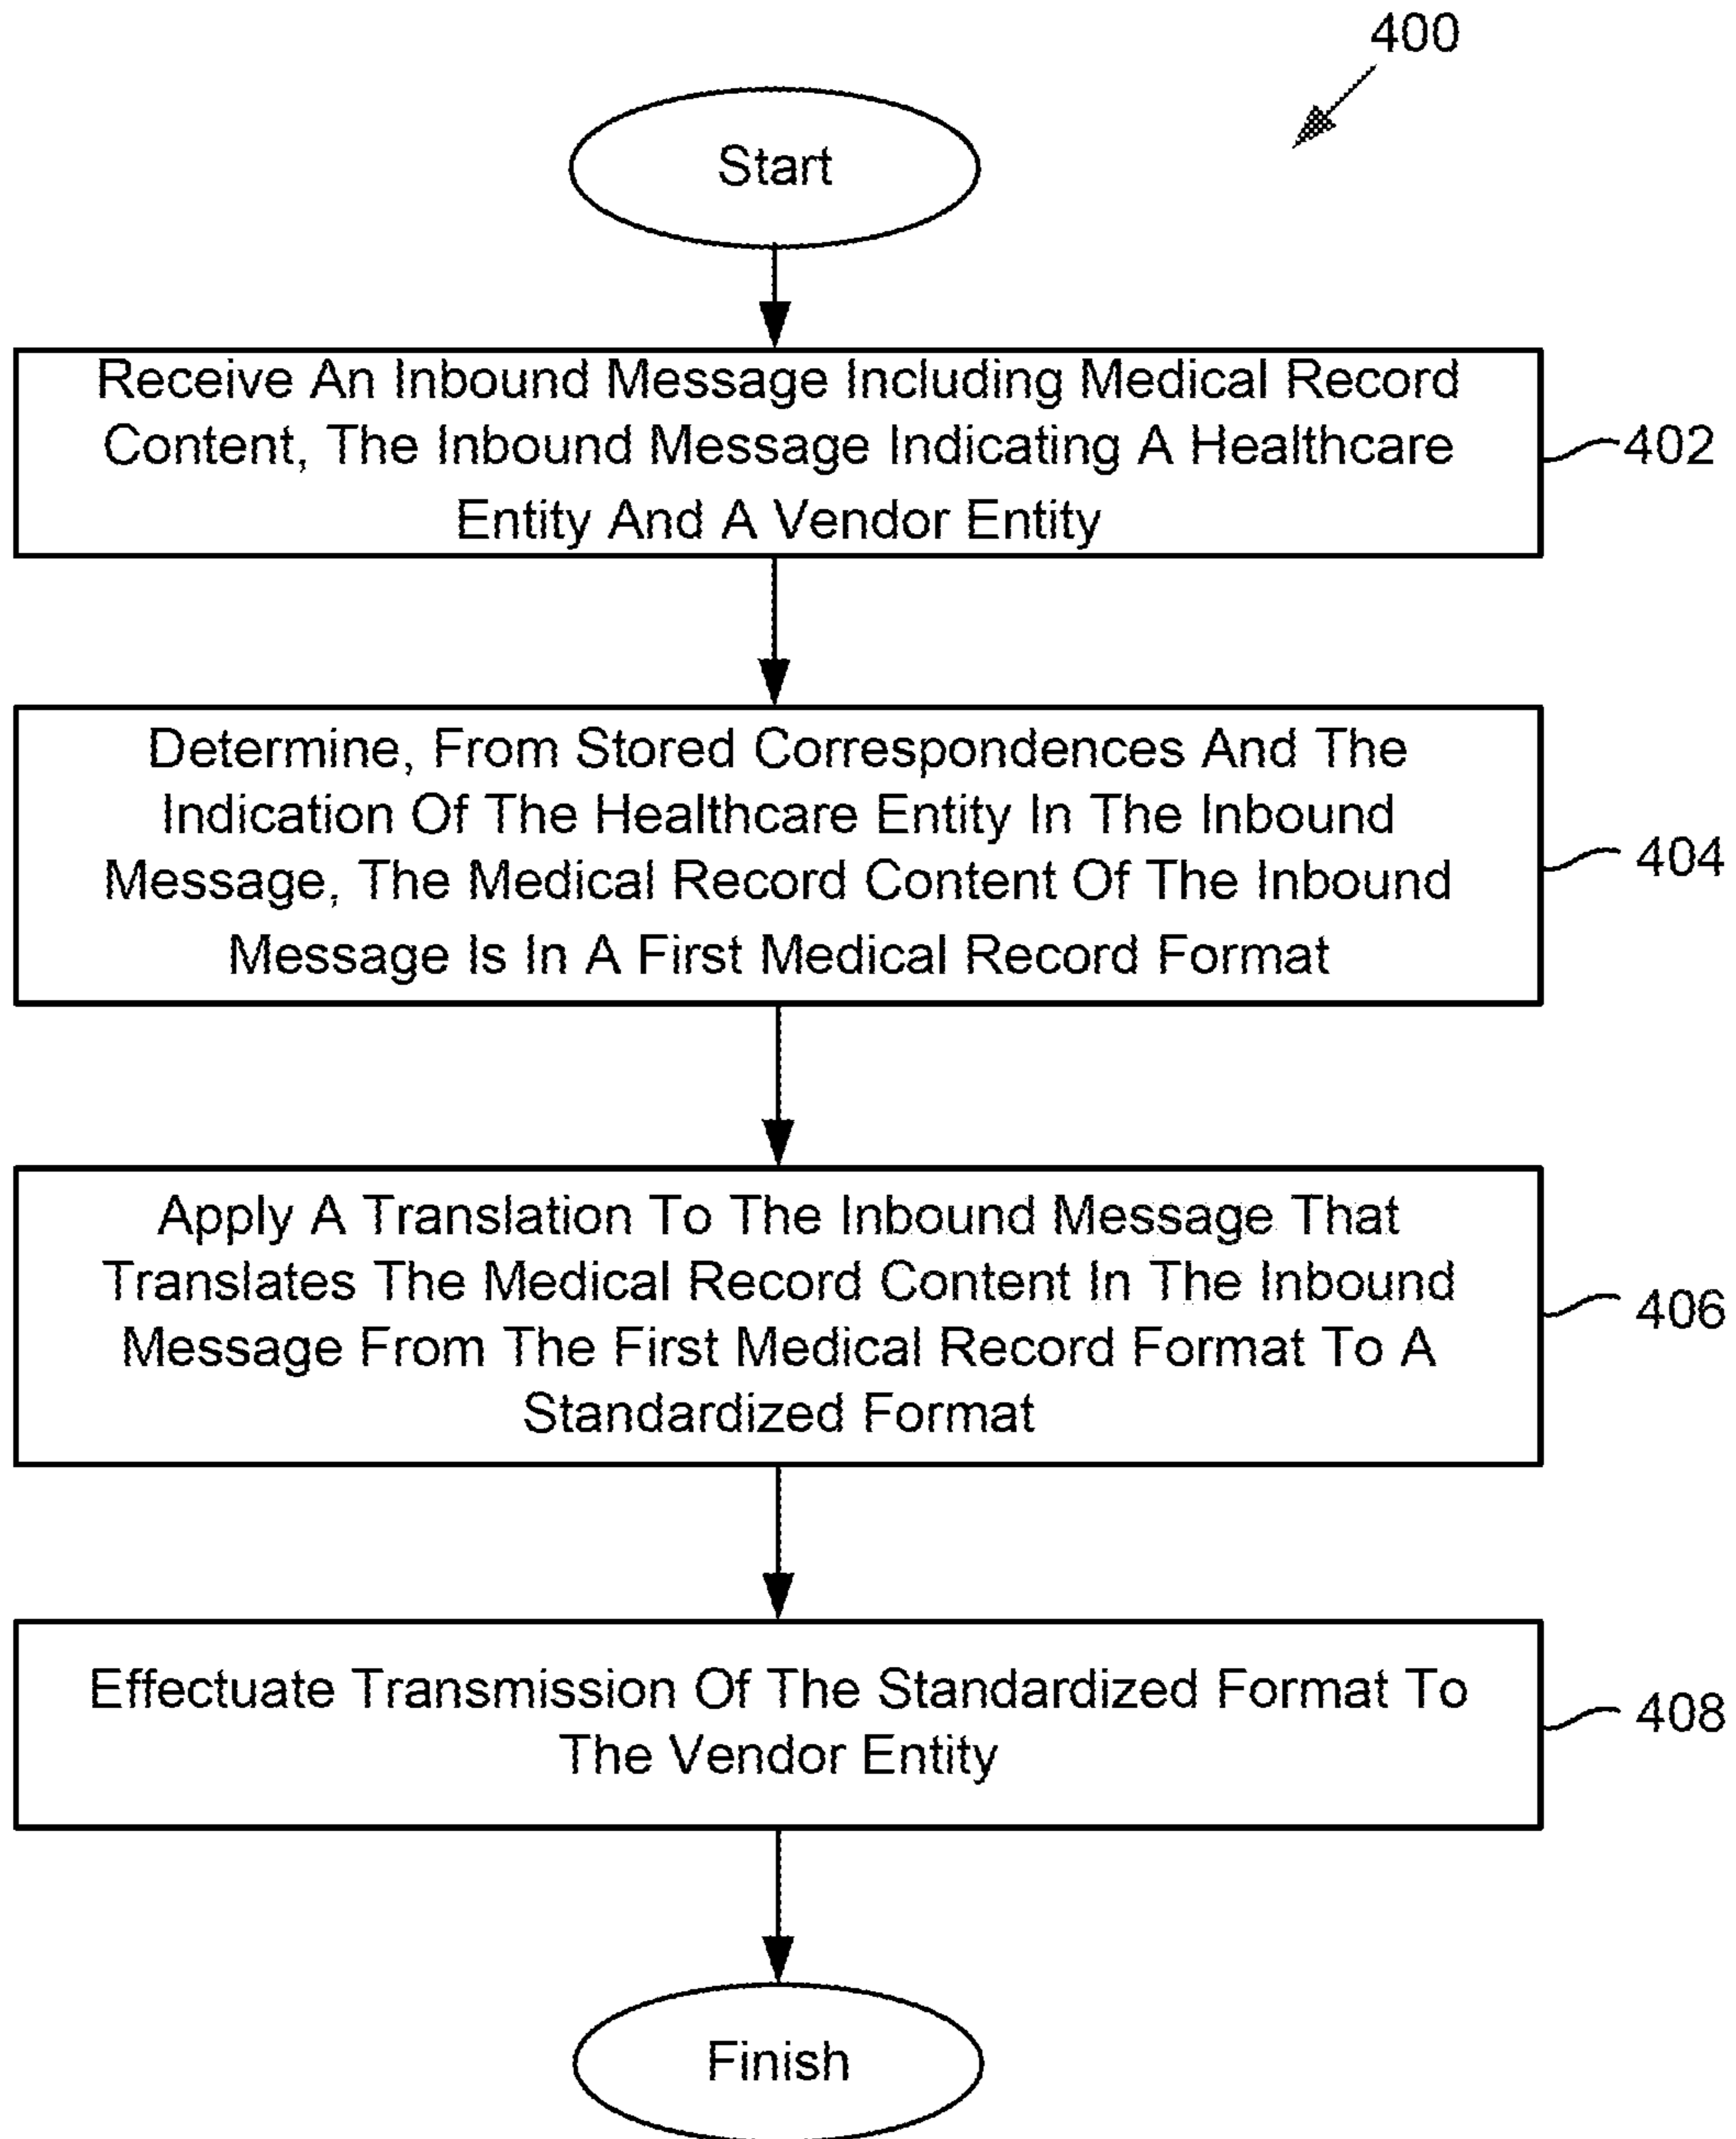 400
Start
Receive An Inbound Message Including Medical Record
Content, The Inbound Message Indicating A Healthcare
Entity And A Vendor Entity
402
Determine, From Stored Correspondences And The
Indication Of The Healthcare Entity In The Inbound
Message, The Medical Record Content Of The Inbound
Message Is In A First Medical Record Format
404
Apply A Translation To The Inbound Message That
Translates The Medical Record Content In The Inbound
Message From The First Medical Record Format To A
Standardized Format
406
Effectuate Transmission Of The Standardized Format To
The Vendor Entity
408
Finish